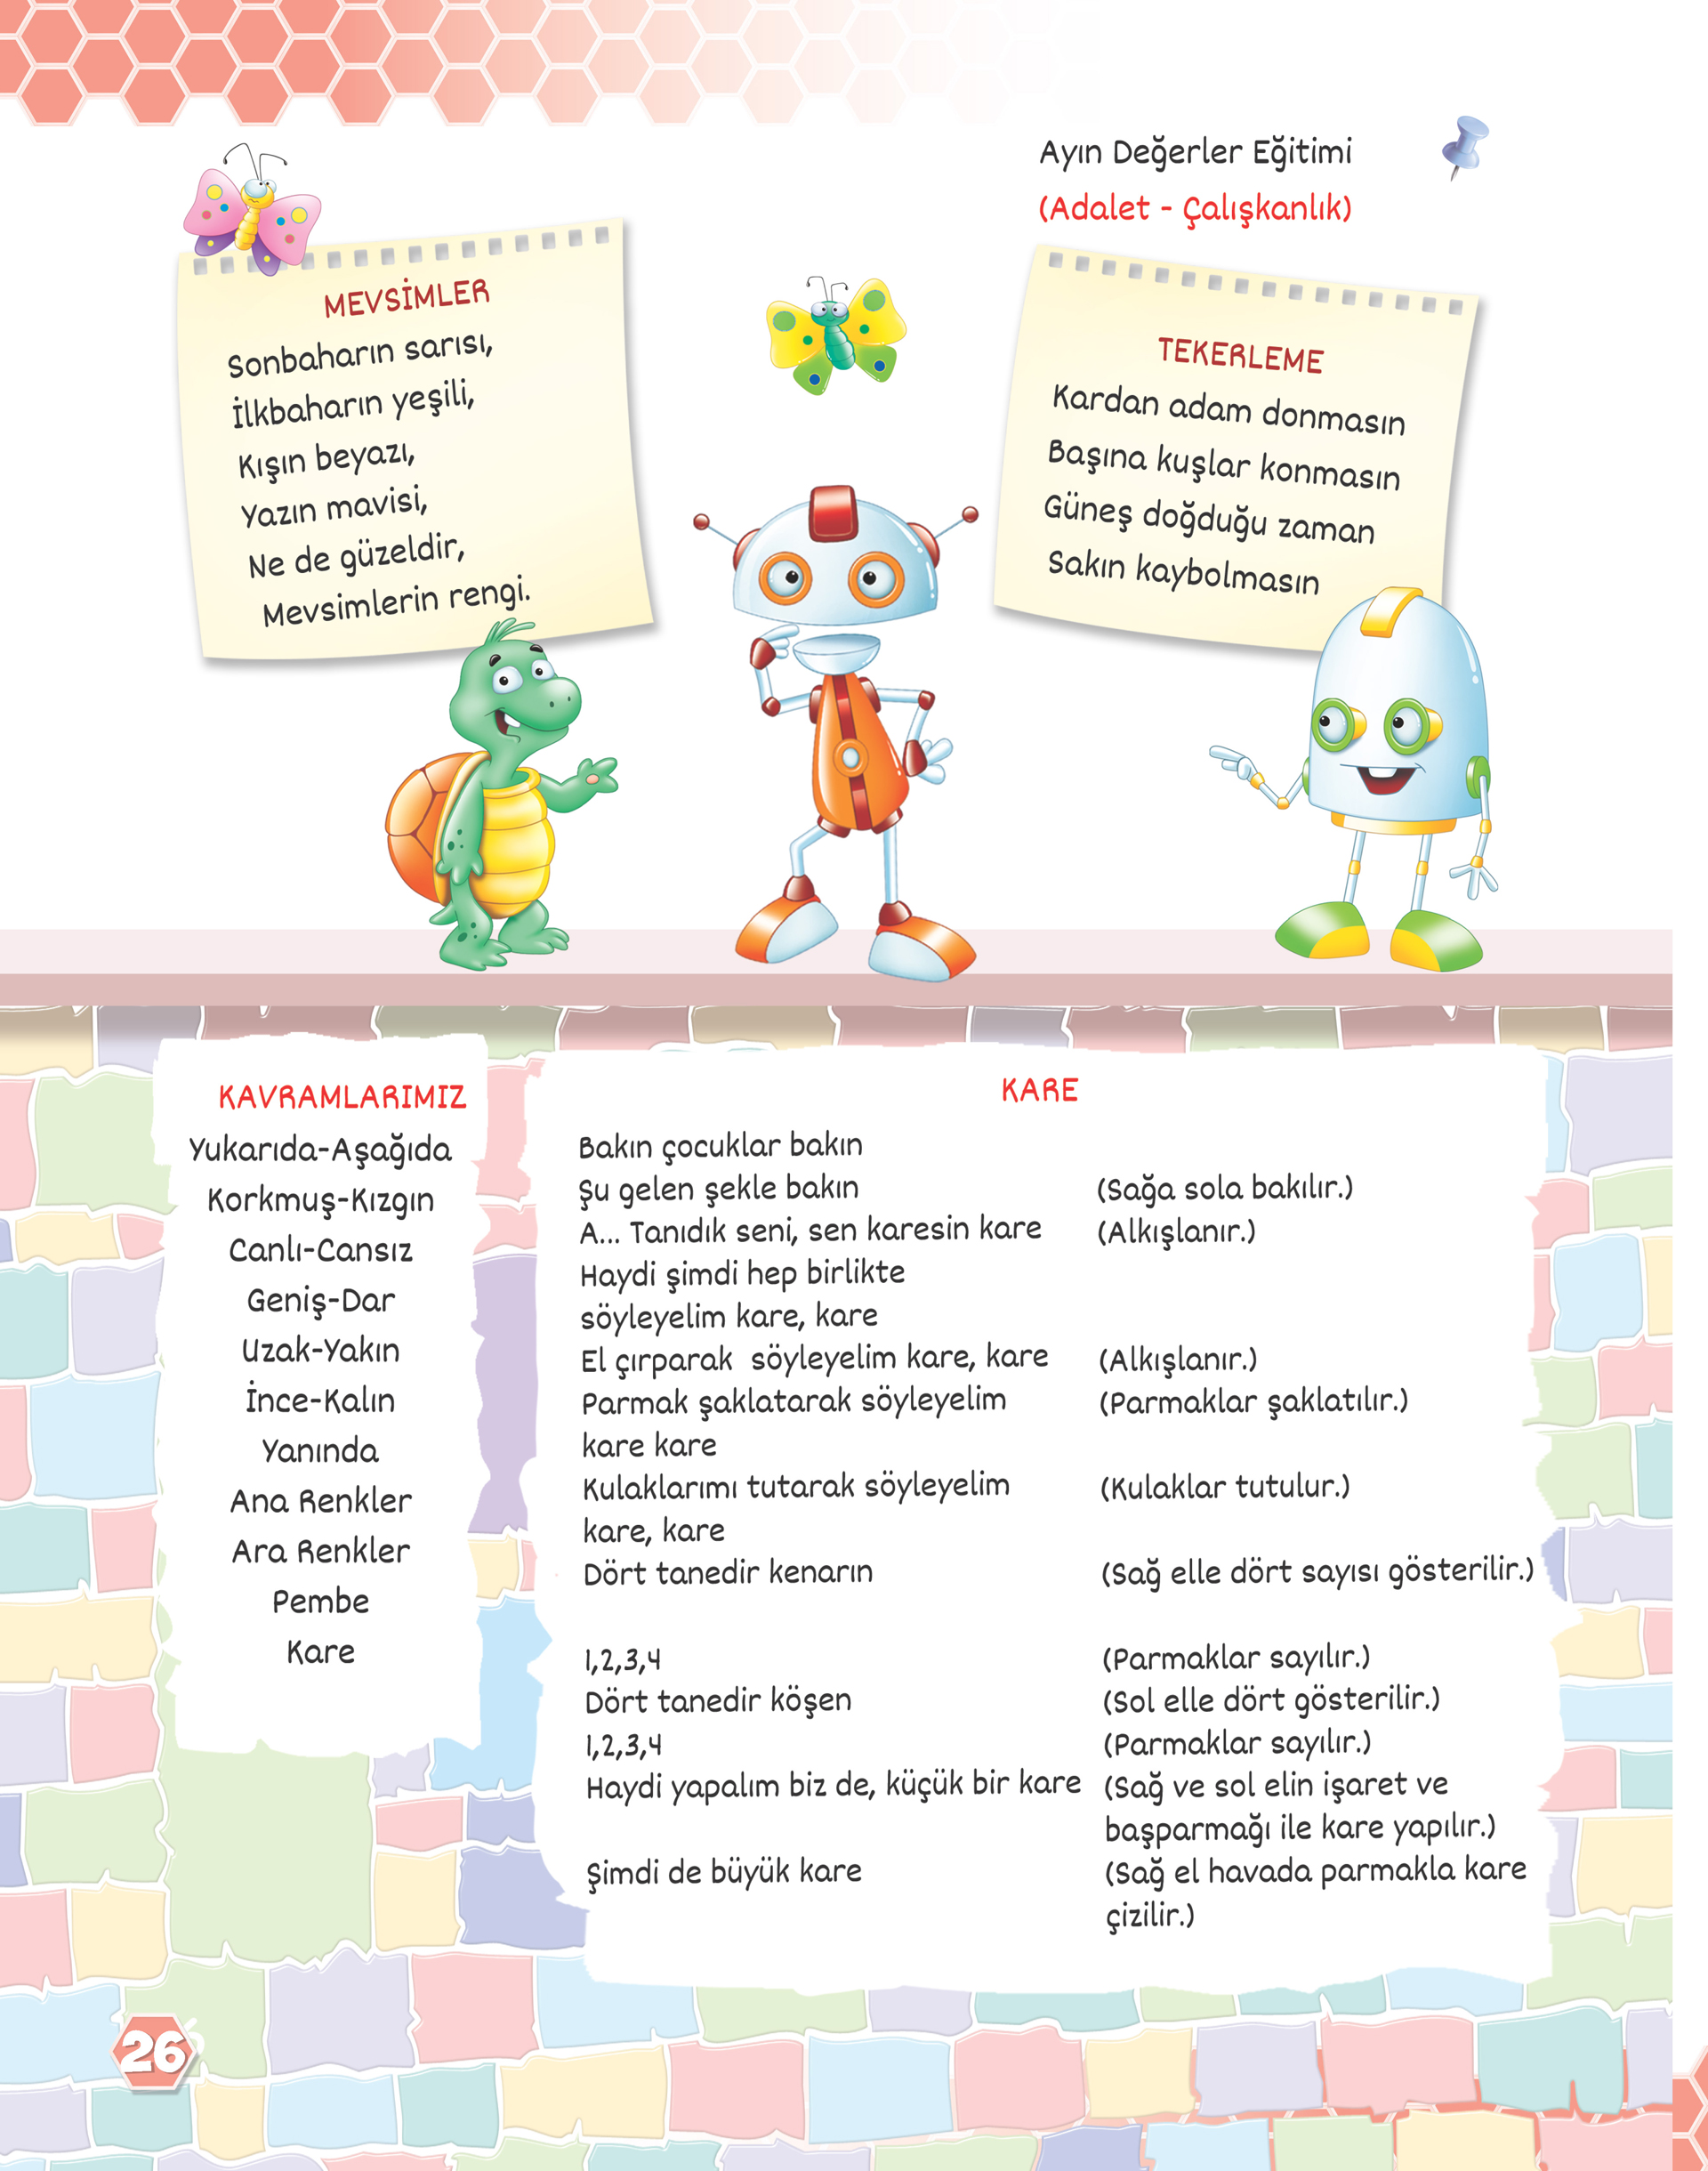 Ayın Değerler Eğitimi
(Adalet - Çalışkanlık)
MEVSİMLER
Sonbaharın sarısı,
İlkbaharın yeşili,
Kışın beyazı,
Yazın mavisi,
Ne de güzeldir,
Mevsimlerin rengi.
TEKERLEME
Kardan adam donmasın
Başına kuşlar konmasın
Güneş doğduğu zaman
Sakın kaybolmasın
KAVRAMLARIMIZ
Yukarıda-Aşağıda
Korkmuş-Kızgın
Canlı-Cansız
Geniş-Dar
Uzak-Yakın
İnce-Kalın
Yanında
Ana Renkler
Ara Renkler
Pembe
Kare
KARE
Bakın çocuklar bakın
Şu gelen şekle bakın (Sağa sola bakılır.)
A... Tanıdık seni, sen karesin kare (Alkışlanır.)
Haydi şimdi hep birlikte
söyleyelim kare, kare
El çırparak söyleyelim kare, kare (Alkışlanır.)
Parmak şaklatarak söyleyelim (Parmaklar şaklatılır.)
kare kare
Kulaklarımı tutarak söyleyelim (Kulaklar tutulur.)
kare, kare
Dört tanedir kenarın (Sağ elle dört sayısı gösterilir.)
1,2,3,4 (Parmaklar sayılır.)
Dört tanedir köşen (Sol elle dört gösterilir.)
1,2,3,4 (Parmaklar sayılır.)
Haydi yapalım biz de, küçük bir kare (Sağ ve sol elin işaret ve
başparmağı ile kare yapılır.)
Şimdi de büyük kare (Sağ el havada parmakla kare
çizilir.)
26